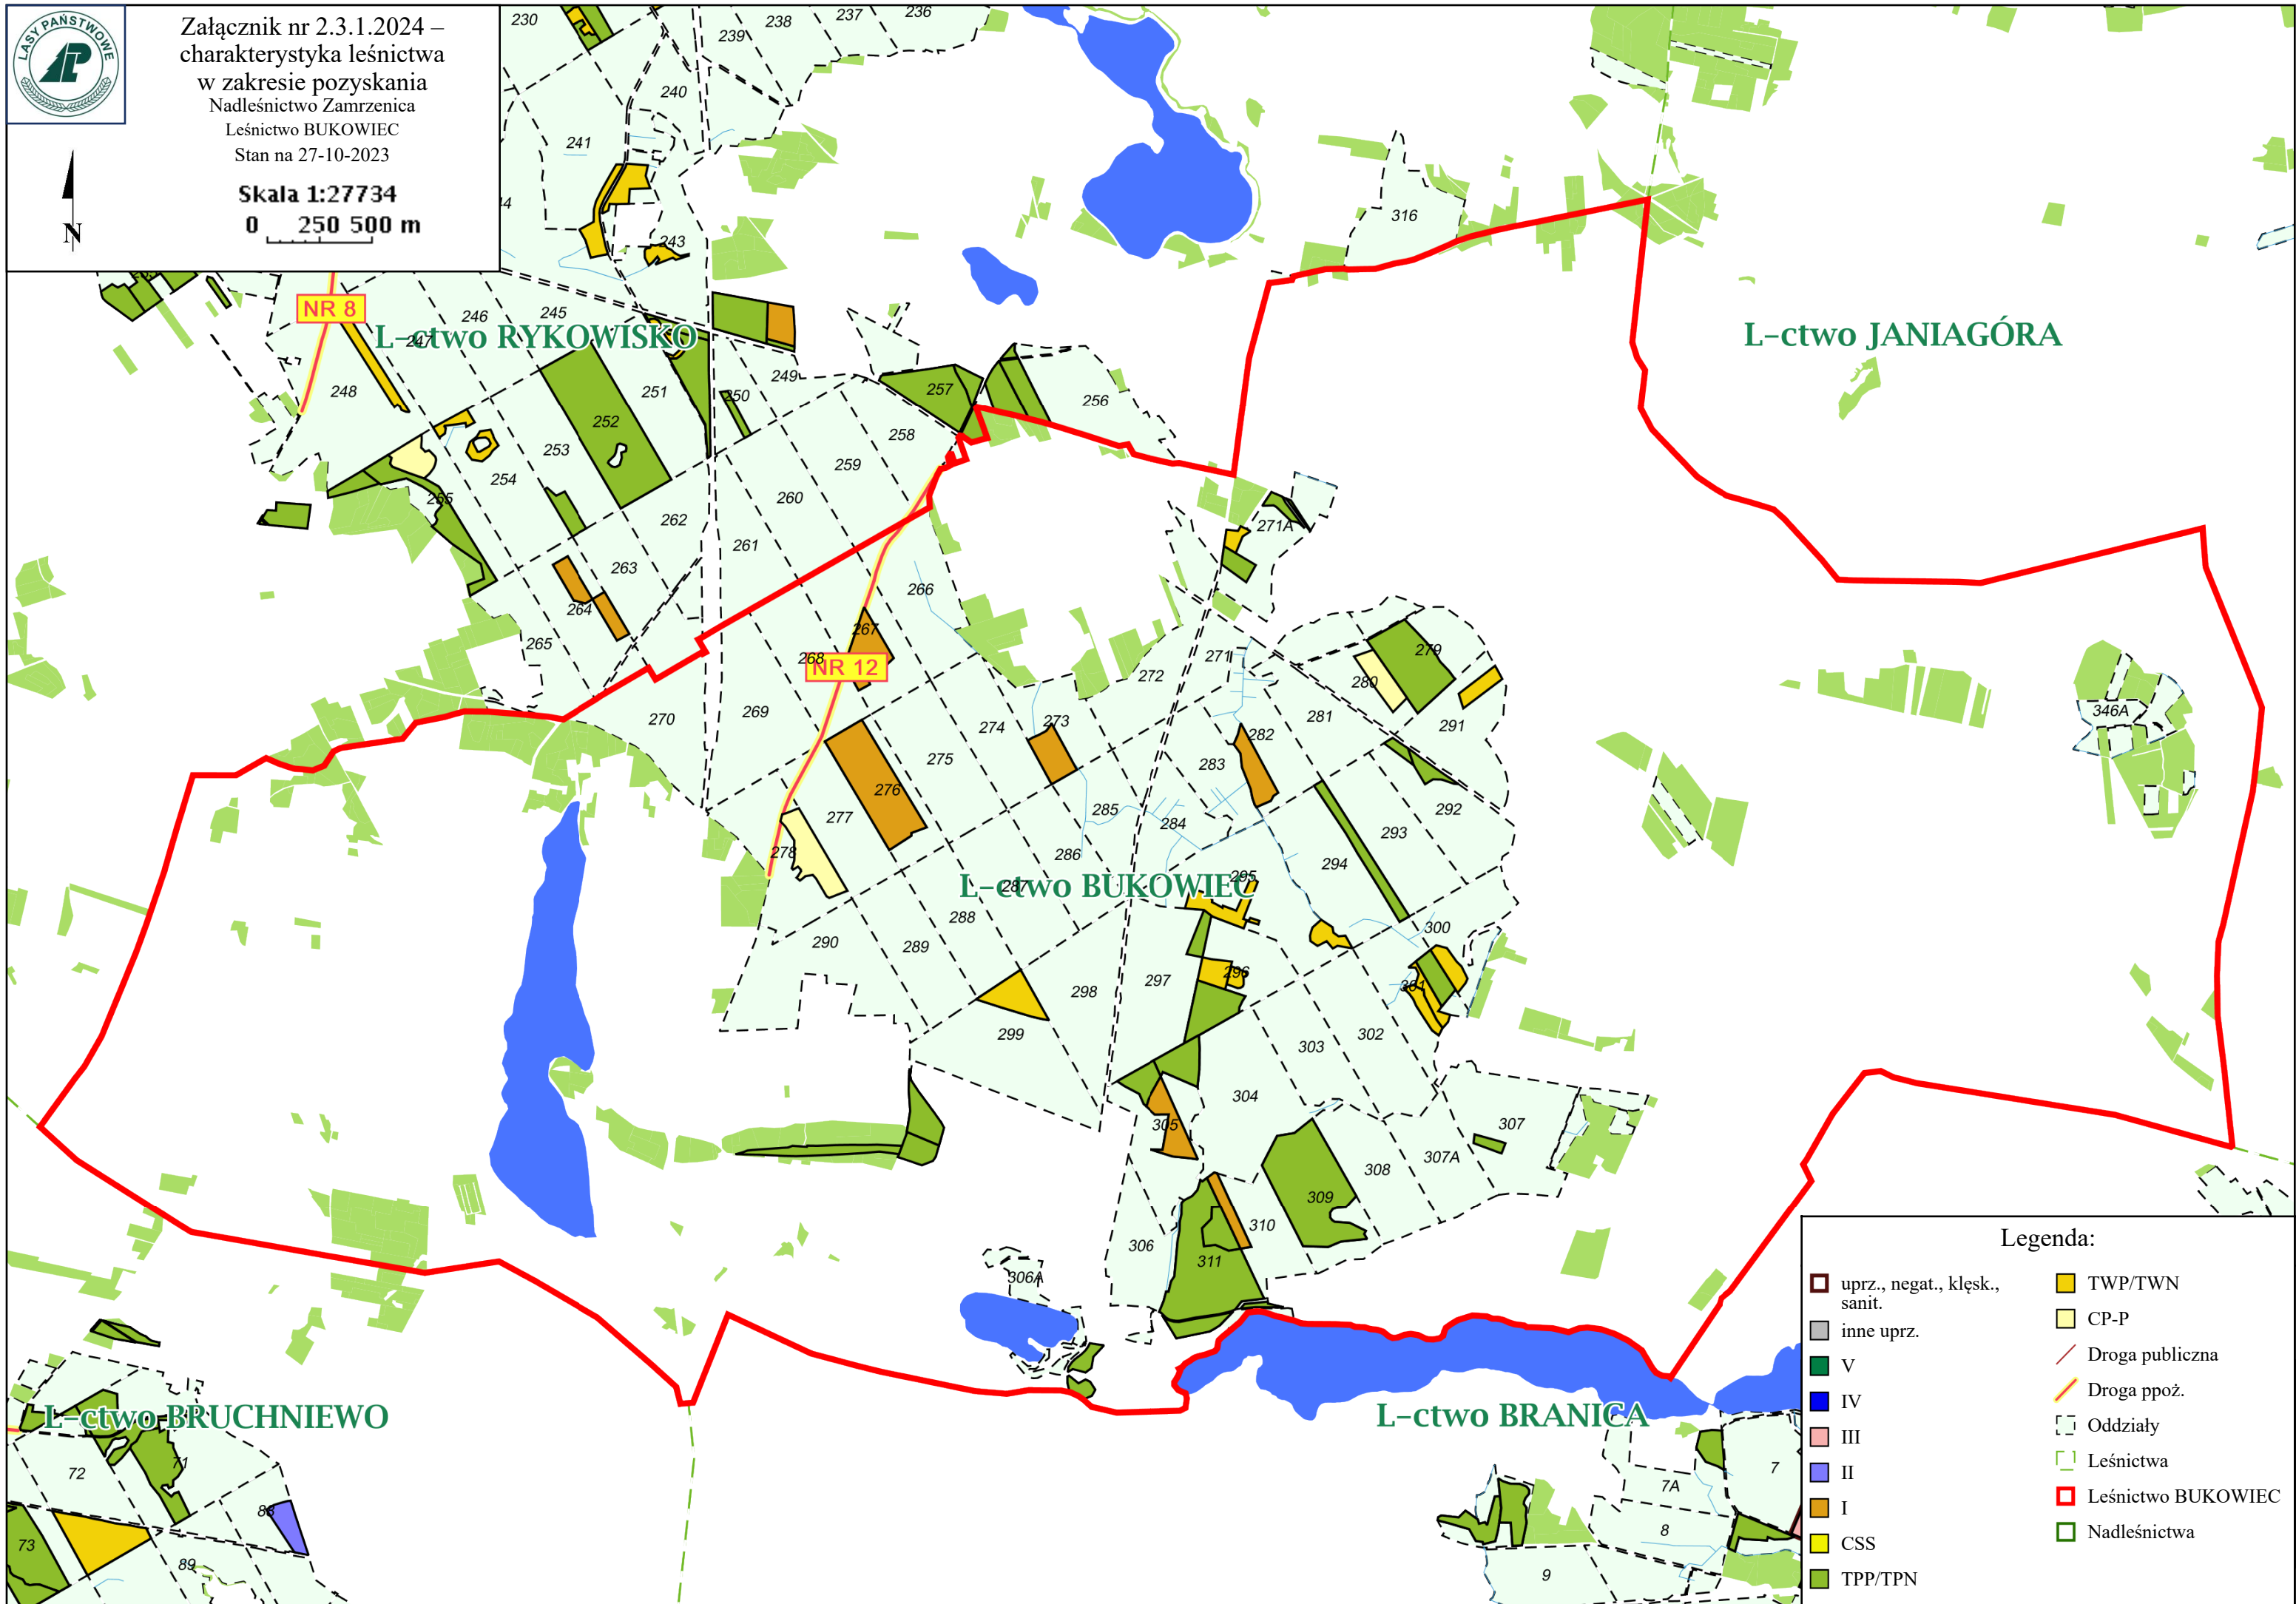 LASY PAŃSTWOWE
Załącznik nr 2.3.1.2024 –
charakterystyka leśnictwa
w zakresie pozyskania
Nadleśnictwo Zamrzenica
Leśnictwo BUKOWIEC
Stan na 27-10-2023
Skala 1:27734
0 250 500 m
N
230
239
238
237
236
240
241
243
316
NR 8
246
245
247
L-ctwo RYKOWISKO
L-ctwo JANIAGÓRA
248
252
251
250
249
257
256
258
253
254
255
259
260
262
261
271A
263
264
265
266
267
268
NR 12
269
270
271
272
279
280
281
291
346A
273
274
275
276
277
278
282
283
284
285
286
292
293
294
L-ctwo BUKOWIEC
287
295
288
289
290
300
296
297
298
299
301
302
303
304
305
307
307A
308
309
310
306
311
306A
L-ctwo BRUCHNIEWO
L-ctwo BRANICA
72
71
88
73
89
7
7A
8
9
Legenda:
uprz., negat., klęsk.,
sanit.
inne uprz.
V
IV
III
II
I
CSS
TPP/TPN
TWP/TWN
CP-P
Droga publiczna
Droga ppoż.
Oddziały
Leśnictwa
Leśnictwo BUKOWIEC
Nadleśnictwa